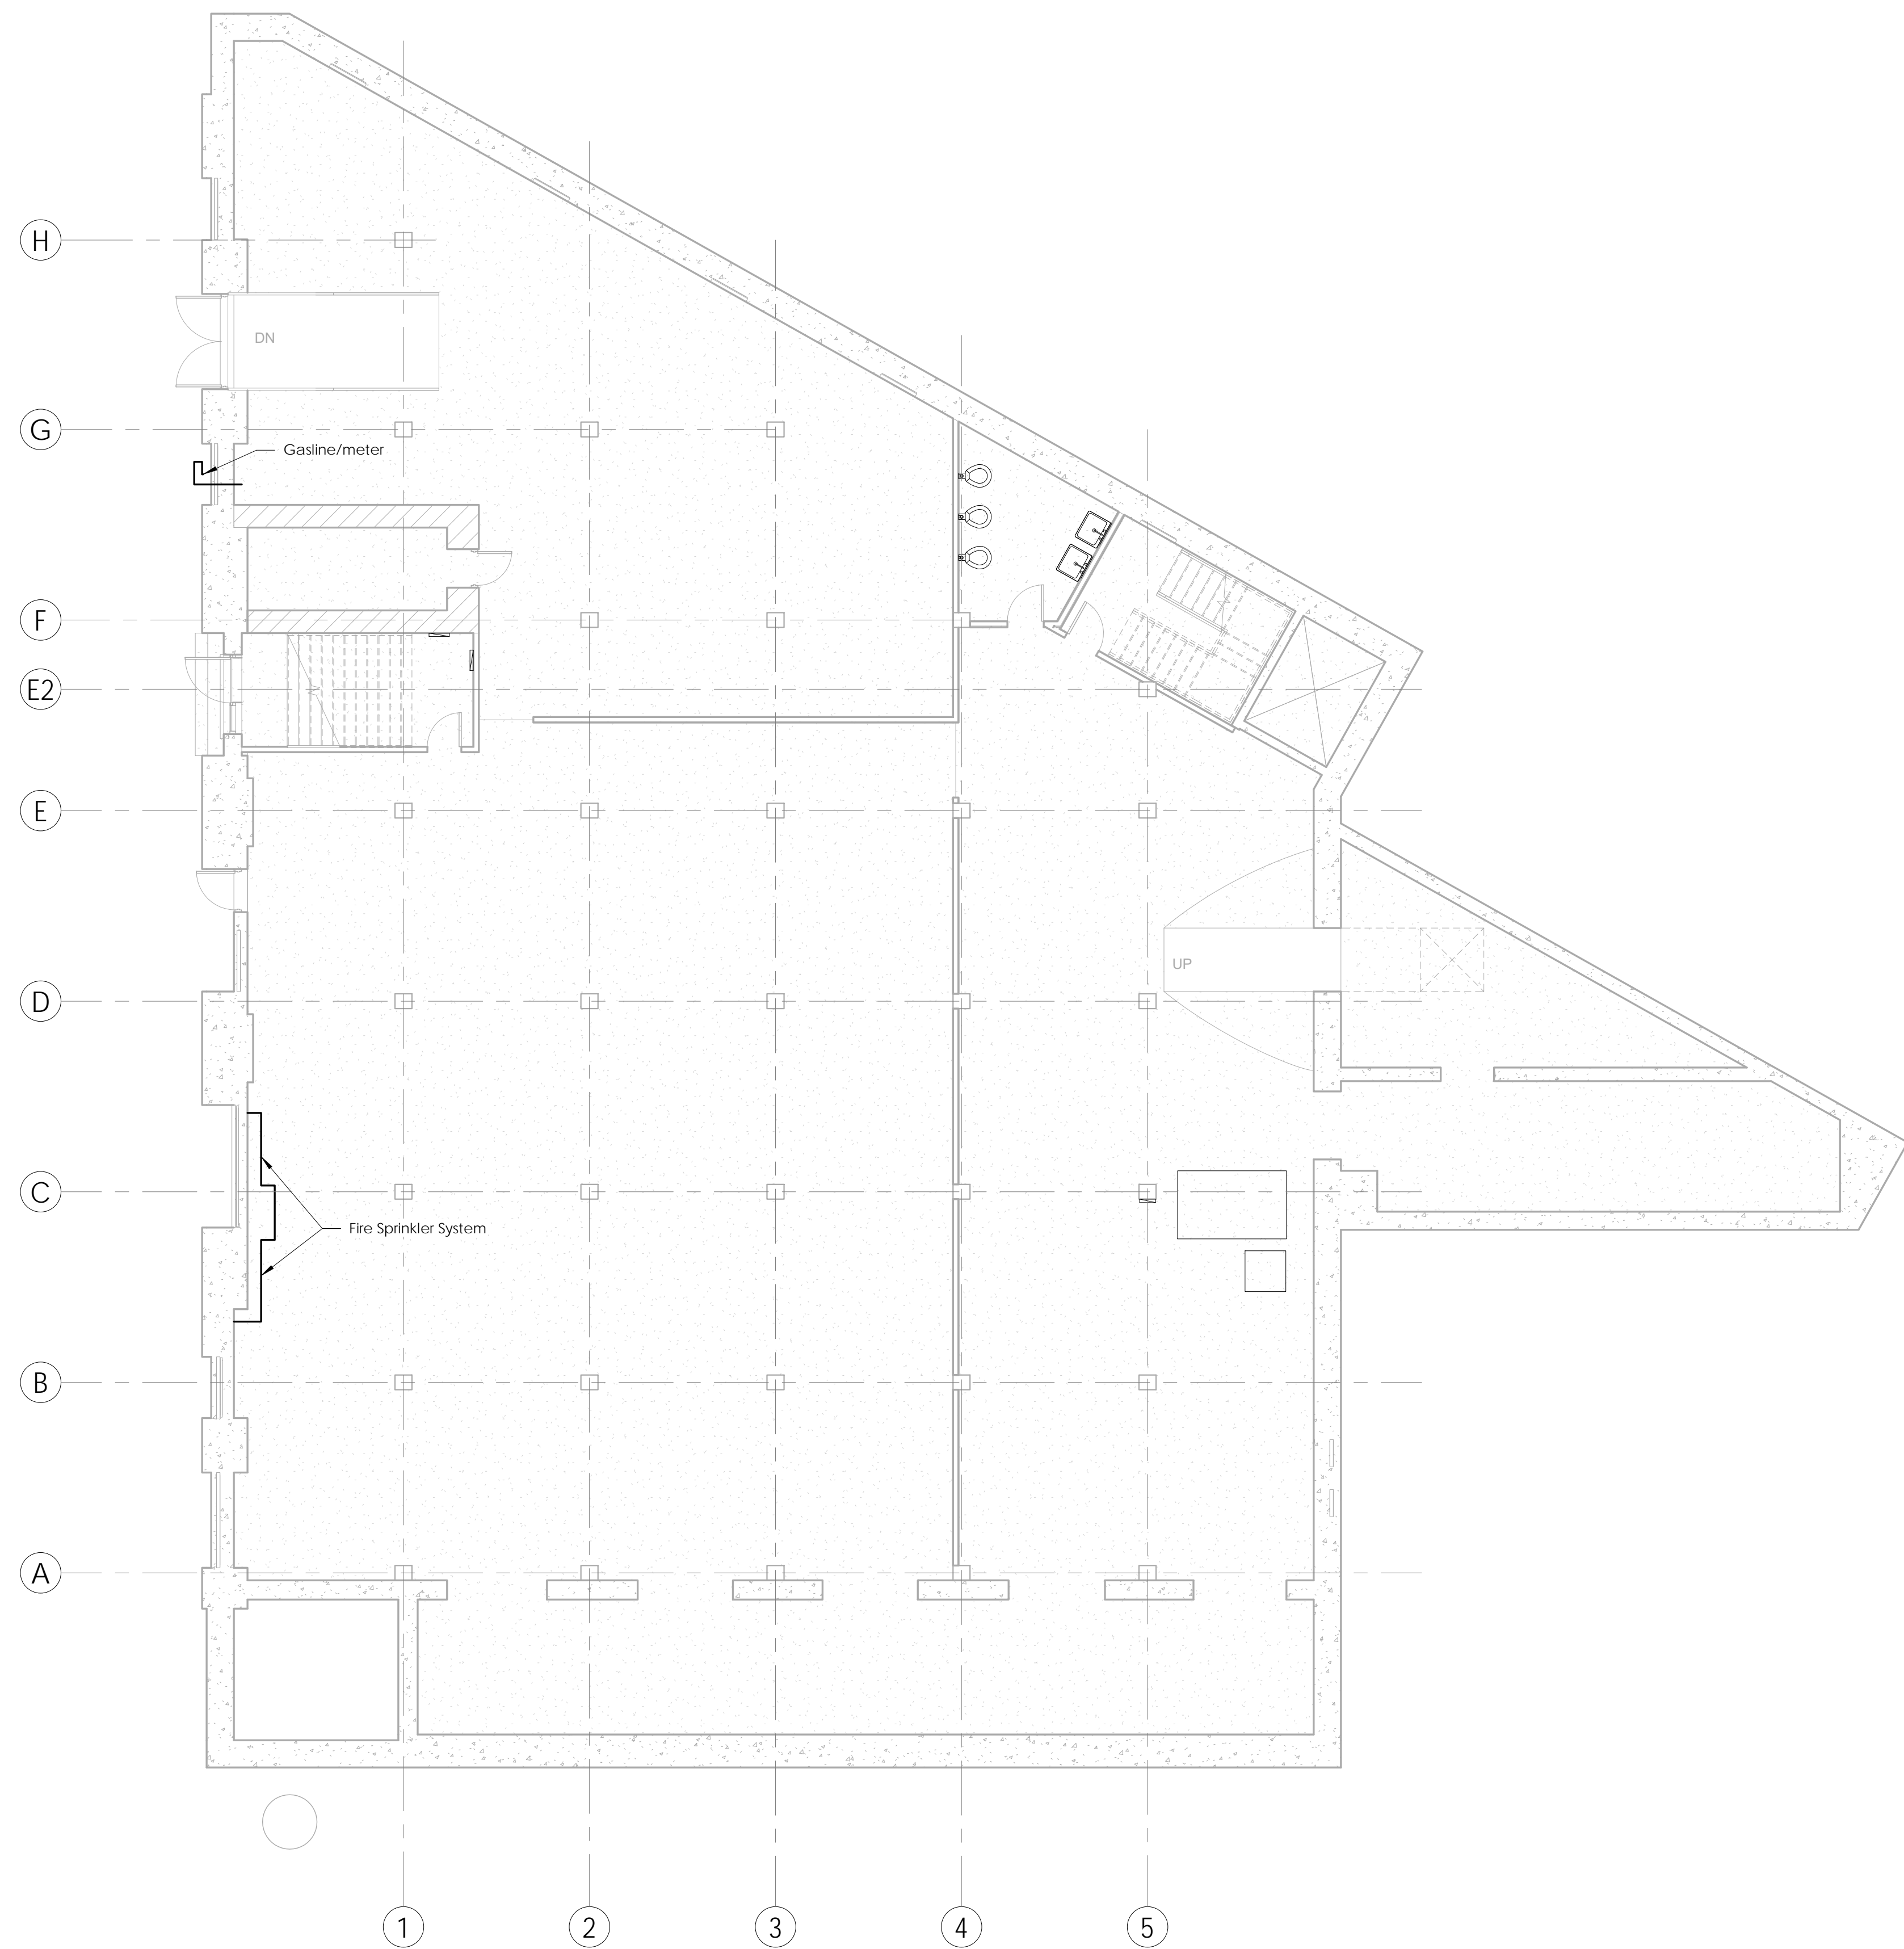 H
DN
G
Gasline/meter
F
E2
E
UP
D
C
Fire Sprinkler System
B
A
1 2 3 4 5